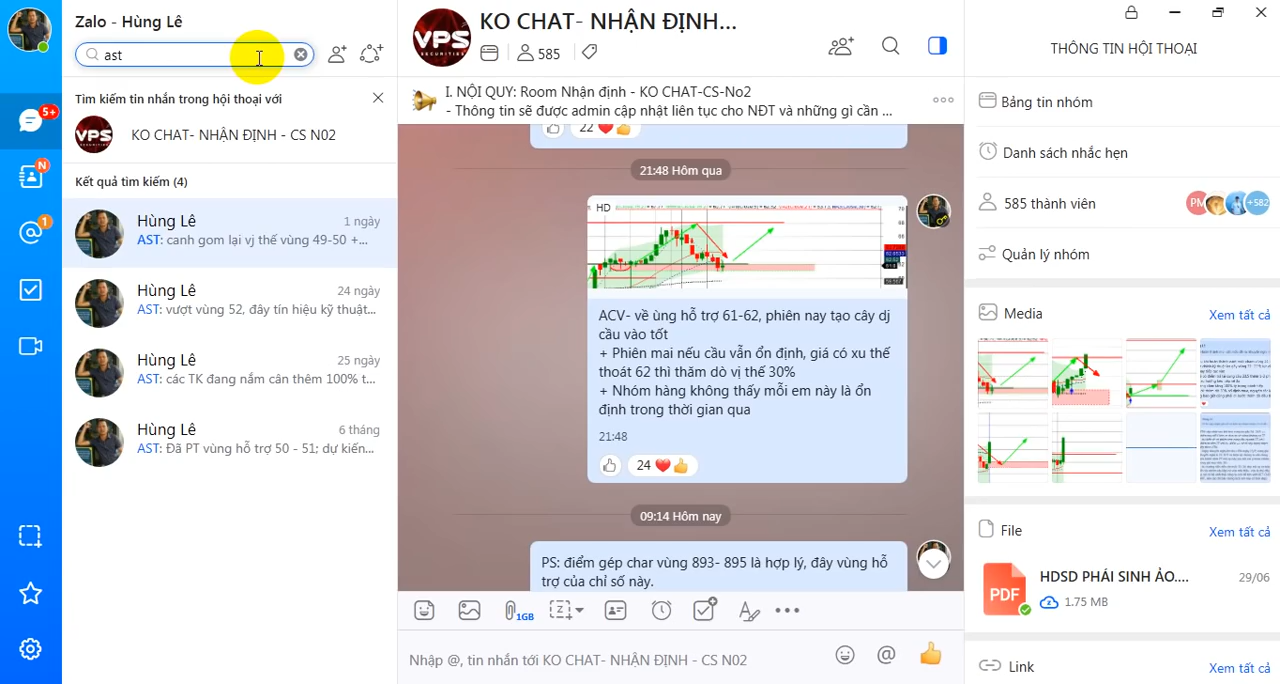 Zalo - Hùng Lê
ast
Tìm kiếm tin nhắn trong hội thoại với
VPS
KO CHAT- NHẬN ĐỊNH - CS N02
Kết quả tìm kiếm (4)
Hùng Lê
1 ngày
AST: canh gom lại vị thế vùng 49-50 +...
Hùng Lê
24 ngày
AST: vượt vùng 52, đây tín hiệu kỹ thuật...
Hùng Lê
25 ngày
AST: các TK đang nắm cân thêm 100% t...
Hùng Lê
6 tháng
AST: Đã PT vùng hỗ trợ 50 - 51; dự kiến...
5+
N
1
VPS
SECURITIES
KO CHAT- NHẬN ĐỊNH...
585
I. NỘI QUY: Room Nhận định - KO CHAT-CS-No2
- Thông tin sẽ được admin cập nhật liên tục cho NĐT và những gì cần ...
22
21:48 Hôm qua
HD
ACV- về ùng hỗ trợ 61-62, phiên nay tạo cây dj
cầu vào tốt
+ Phiên mai nếu cầu vẫn ổn định, giá có xu thế
thoát 62 thì thăm dò vị thế 30%
+ Nhóm hàng không thấy mỗi em này là ổn
định trong thời gian qua
21:48
24
09:14 Hôm nay
PS: điểm gép char vùng 893- 895 là hợp lý, đây vùng hỗ
trợ của chỉ số này.
1GB
Nhập @, tin nhắn tới KO CHAT- NHẬN ĐỊNH - CS N02
THÔNG TIN HỘI THOẠI
Bảng tin nhóm
Danh sách nhắc hẹn
585 thành viên
PM
+582
Quản lý nhóm
Media
Xem tất cả
File
Xem tất cả
PDF
HDSD PHÁI SINH ẢO....
29/06
1.75 MB
Link
Xem tất cả